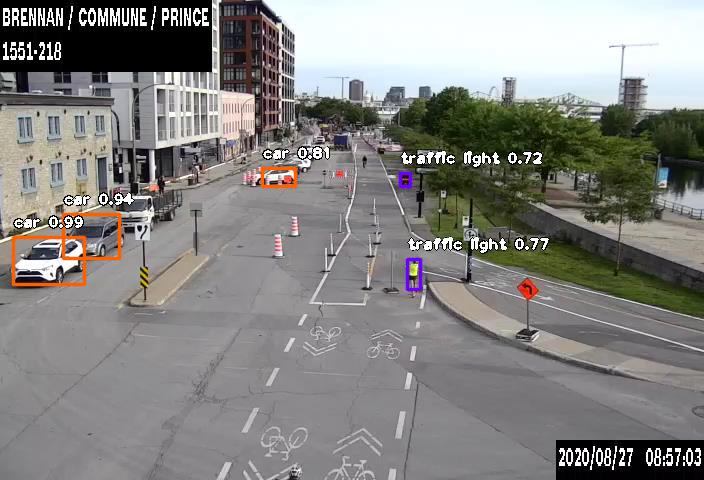 BRENNAN / COMMUNE / PRINCE
1551-218
car 0.81
traffic light 0.72
car 0.94
car 0.99
traffic light 0.77
2020/08/27 08:57:03